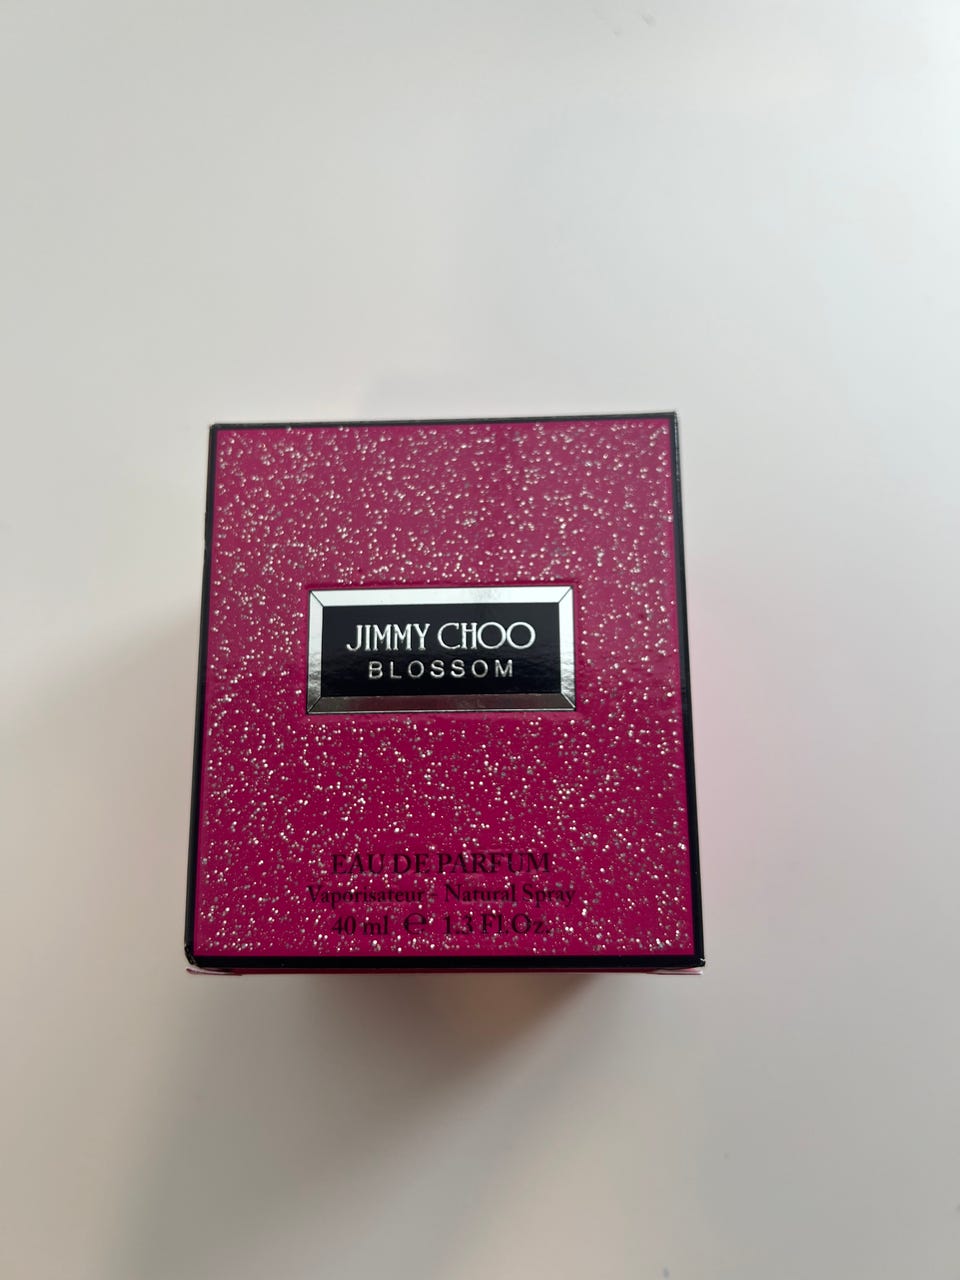 JIMMY CHOO
BLOSSOM
EAU DE PARFUM
Vaporisateur - Natural Spray
40 ml ℮ 1.3 Fl.Oz.